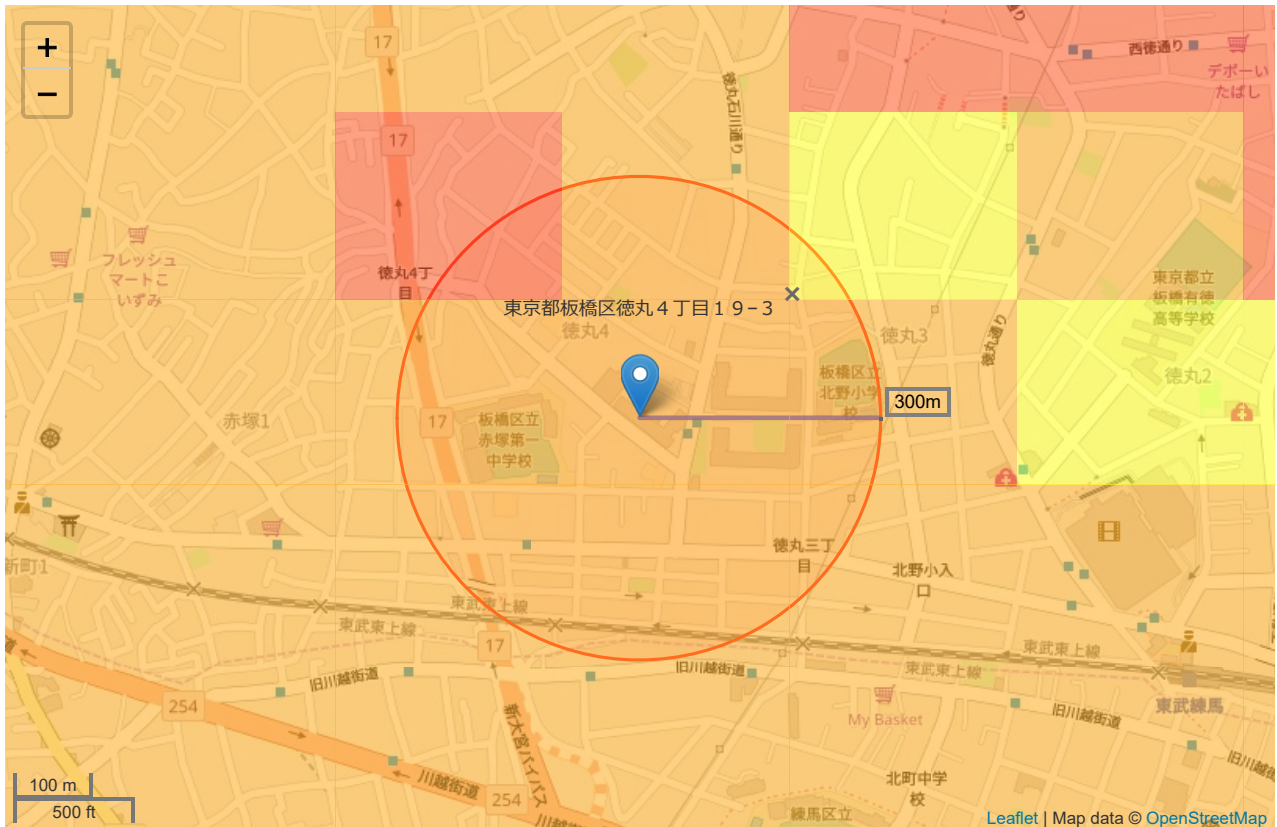 +
−
17
17
17
17
西徳通り
デポーい
たばし
徳丸石川通り
フレッシュ
マートこ
いずみ
徳丸4丁
目
東京都板橋区徳丸４丁目１９−３
×
徳丸4
徳丸3
徳丸通り
東京都立
板橋有徳
高等学校
徳丸2
板橋区立
北野小学
校
300m
赤塚1
板橋区立
赤塚第一
中学校
徳丸三丁
目
北野小入
口
新町1
東武東上線
東武東上線
東武東上線
東武東上線
旧川越街道
旧川越街道
旧川越街道
旧川越
東武練馬
My Basket
254
254
新大宮バイパス
川越街道
川越街
北町中学
校
練馬区立
100 m
500 ft
Leaflet | Map data © OpenStreetMap